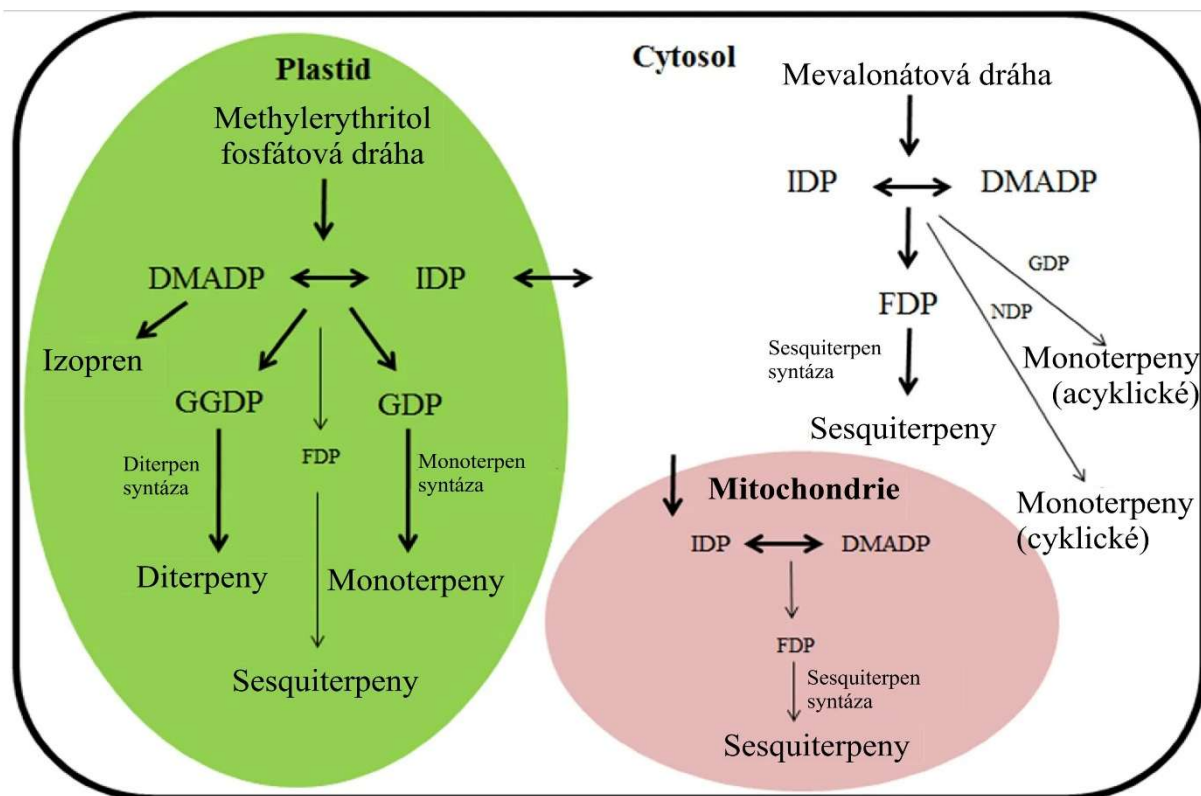 Plastid
Methylerythritol
fosfátová dráha
DMADP
IDP
Izopren
GGDP
GDP
Diterpen
syntáza
FDP
Monoterpen
syntáza
Diterpeny
Monoterpeny
Sesquiterpeny
Cytosol
Mevalonátová dráha
IDP
DMADP
GDP
NDP
FDP
Sesquiterpen
syntáza
Monoterpeny
(acyklické)
Sesquiterpeny
Monoterpeny
(cyklické)
Mitochondrie
IDP
DMADP
FDP
Sesquiterpen
syntáza
Sesquiterpeny